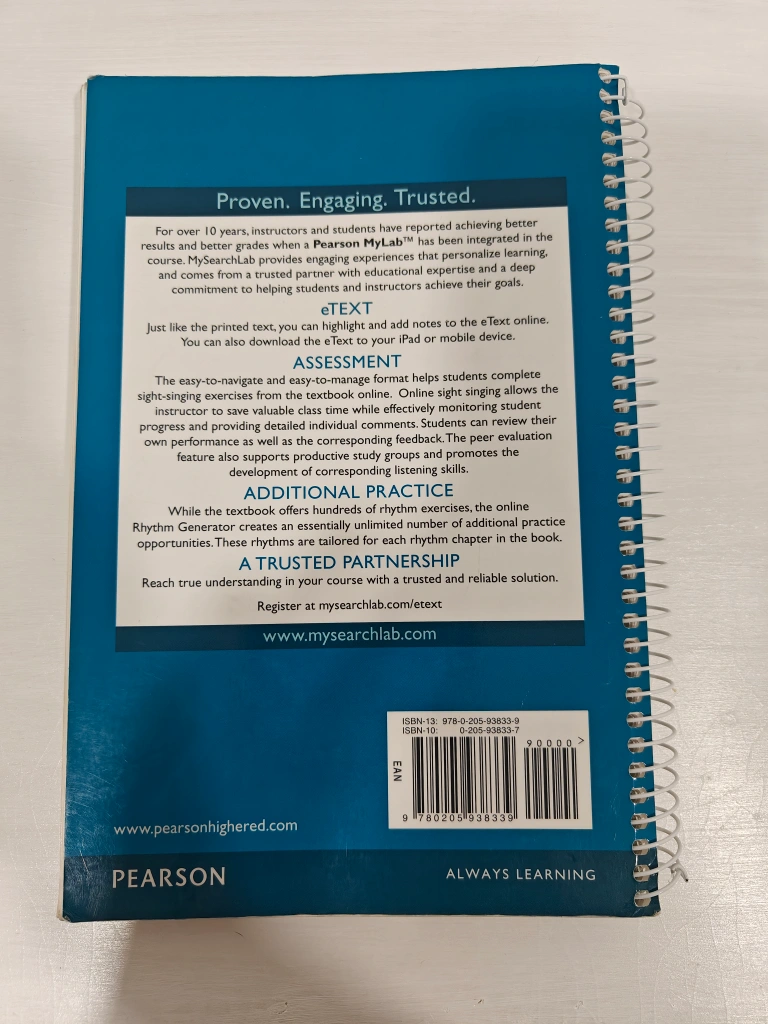 Proven. Engaging. Trusted.
For over 10 years, instructors and students have reported achieving better
results and better grades when a Pearson MyLab™ has been integrated in the
course. MySearchLab provides engaging experiences that personalize learning,
and comes from a trusted partner with educational expertise and a deep
commitment to helping students and instructors achieve their goals.
eTEXT
Just like the printed text, you can highlight and add notes to the eText online.
You can also download the eText to your iPad or mobile device.
ASSESSMENT
The easy-to-navigate and easy-to-manage format helps students complete
sight-singing exercises from the textbook online. Online sight singing allows the
instructor to save valuable class time while effectively monitoring student
progress and providing detailed individual comments. Students can review their
own performance as well as the corresponding feedback. The peer evaluation
feature also supports productive study groups and promotes the
development of corresponding listening skills.
ADDITIONAL PRACTICE
While the textbook offers hundreds of rhythm exercises, the online
Rhythm Generator creates an essentially unlimited number of additional practice
opportunities. These rhythms are tailored for each rhythm chapter in the book.
A TRUSTED PARTNERSHIP
Reach true understanding in your course with a trusted and reliable solution.
Register at mysearchlab.com/etext
www.mysearchlab.com
ISBN-13: 978-0-205-93833-9
ISBN-10: 0-205-93833-7
90000>
EAN
9 780205 938339
www.pearsonhighered.com
PEARSON
ALWAYS LEARNING